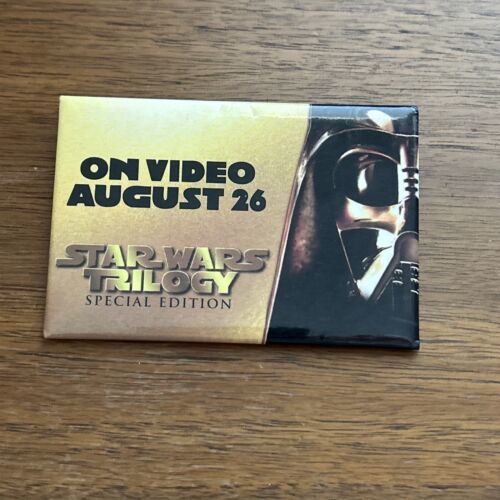 ON VIDEO
AUGUST 26
STAR WARS
TRILOGY
SPECIAL EDITION